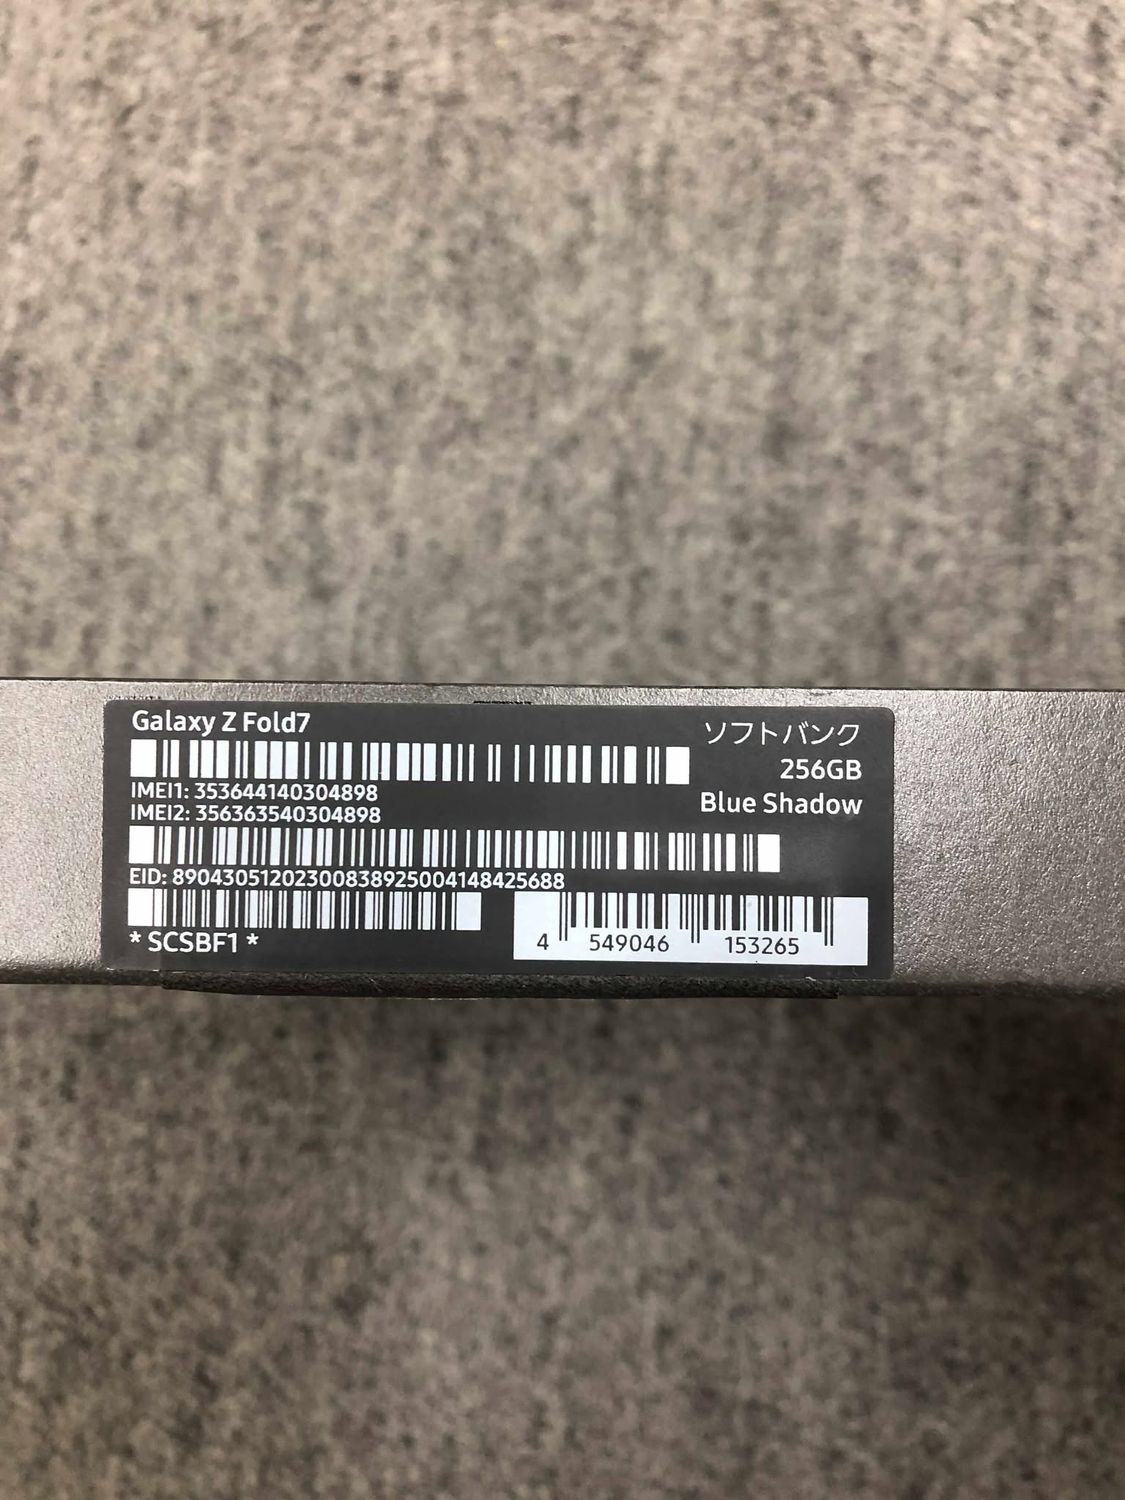 Galaxy Z Fold7
ソフトバンク
256GB
Blue Shadow
IMEI1: 353644140304898
IMEI2: 356363540304898
EID: 89043051202300838925004148425688
* SCSBF1 *
4 549046 153265